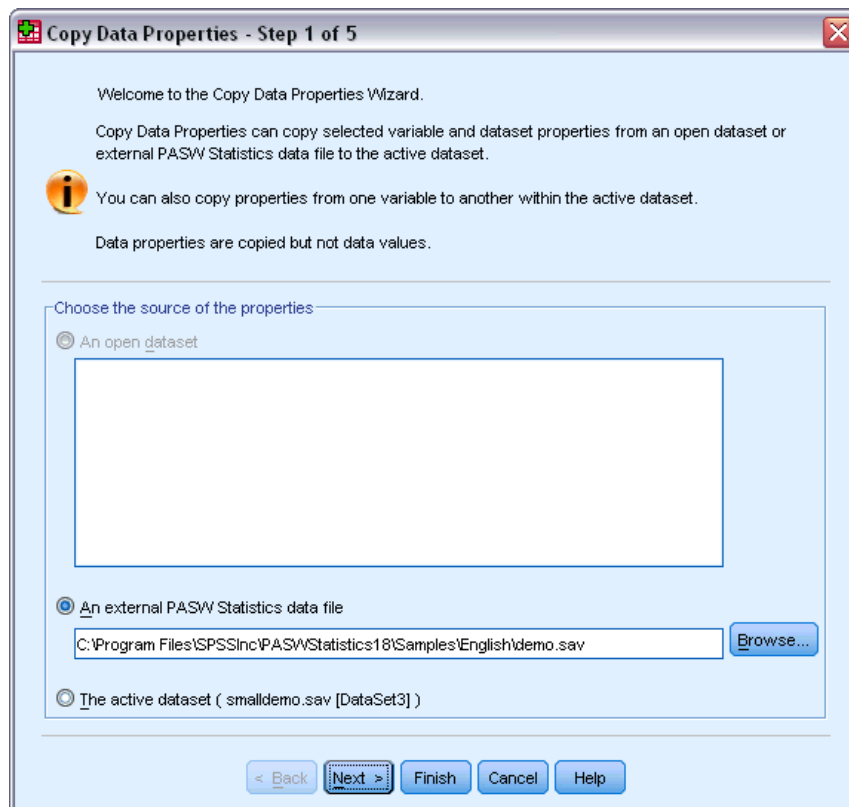 Copy Data Properties - Step 1 of 5
Welcome to the Copy Data Properties Wizard.
Copy Data Properties can copy selected variable and dataset properties from an open dataset or
external PASW Statistics data file to the active dataset.
You can also copy properties from one variable to another within the active dataset.
Data properties are copied but not data values.
Choose the source of the properties
An open dataset
An external PASW Statistics data file
C:\Program Files\SPSSInc\PASWStatistics18\Samples\English\demo.sav
Browse...
The active dataset ( smalldemo.sav [DataSet3] )
< Back Next > Finish Cancel Help